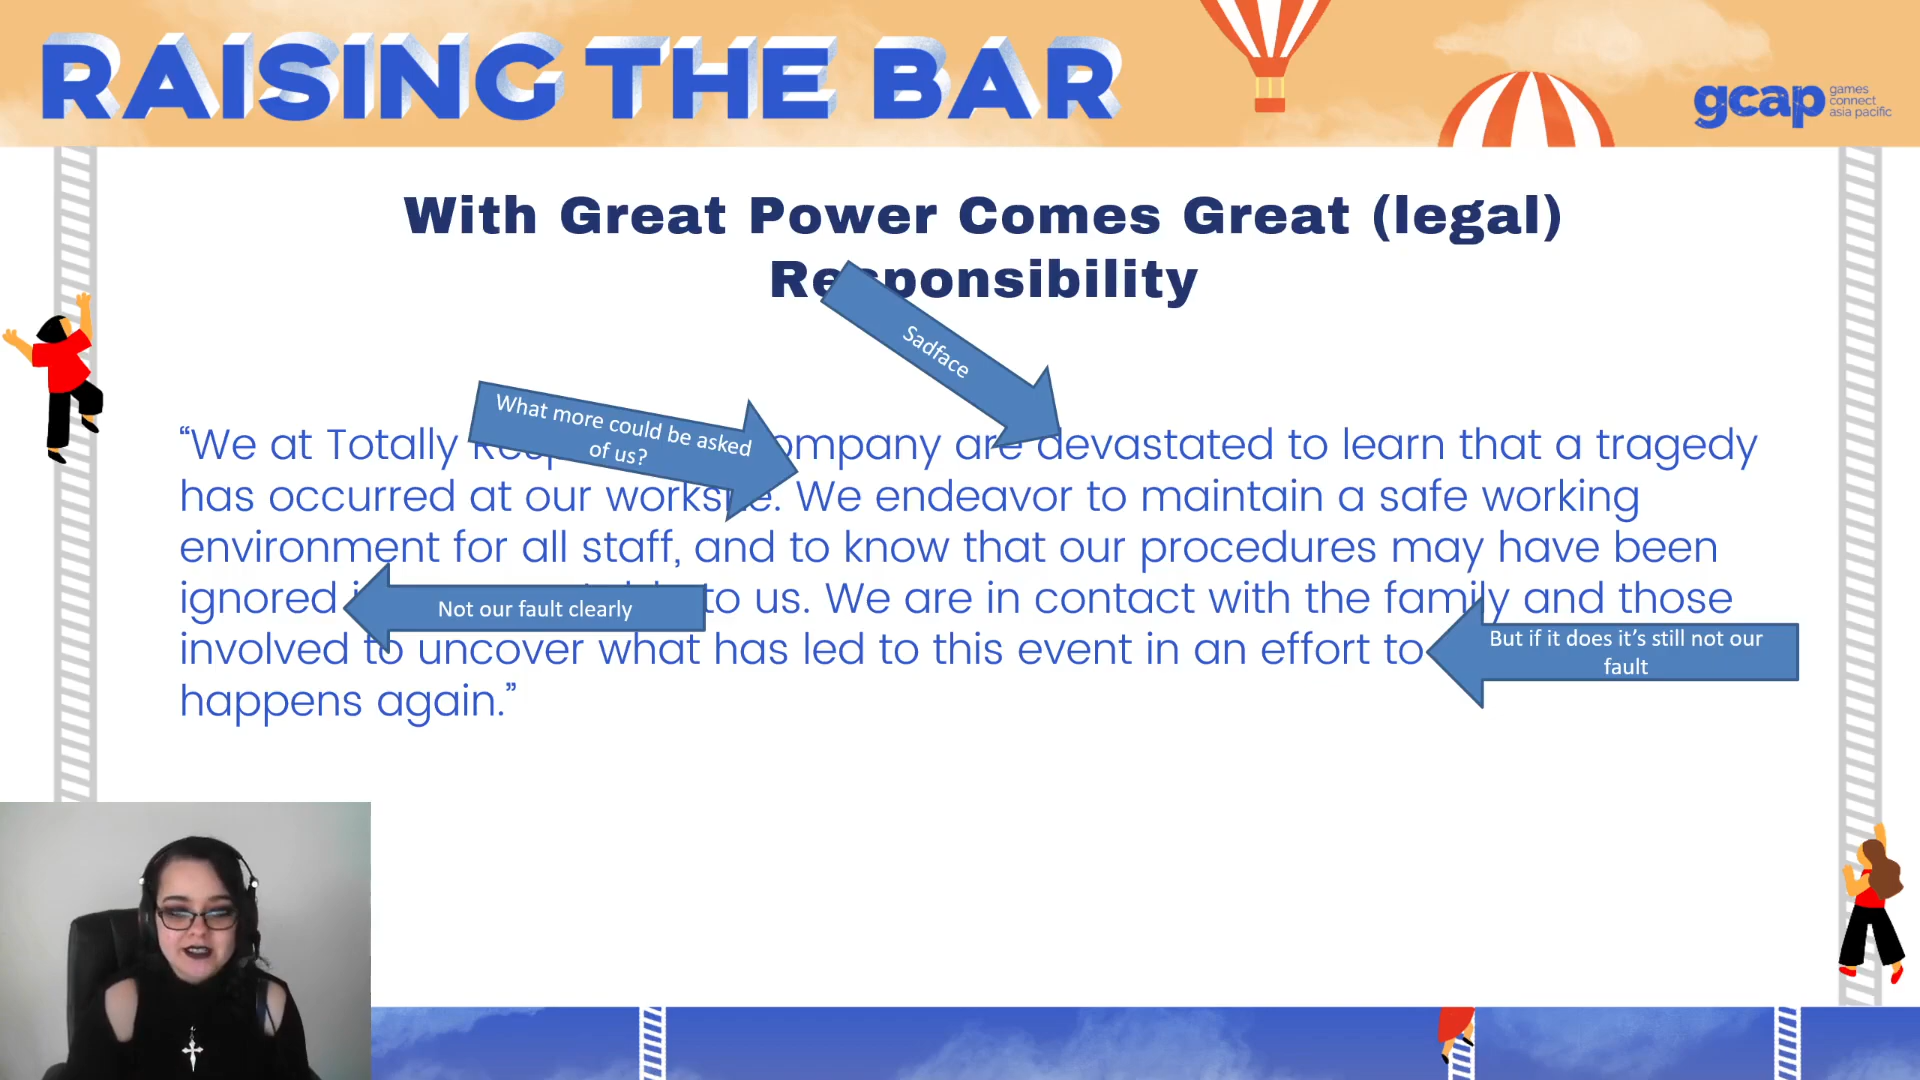 RAISING THE BAR
gcap
games
connect
asia pacific
With Great Power Comes Great (legal)
Responsibility
Sadface
What more could be asked
of us?
“We at Totally ompany are devastated to learn that a tragedy
has occurred at our worksite. We endeavor to maintain a safe working
environment for all staff, and to know that our procedures may have been
ignored to us. We are in contact with the family and those
Not our fault clearly
involved to uncover what has led to this event in an effort to
But if it does it’s still not our
fault
happens again.”